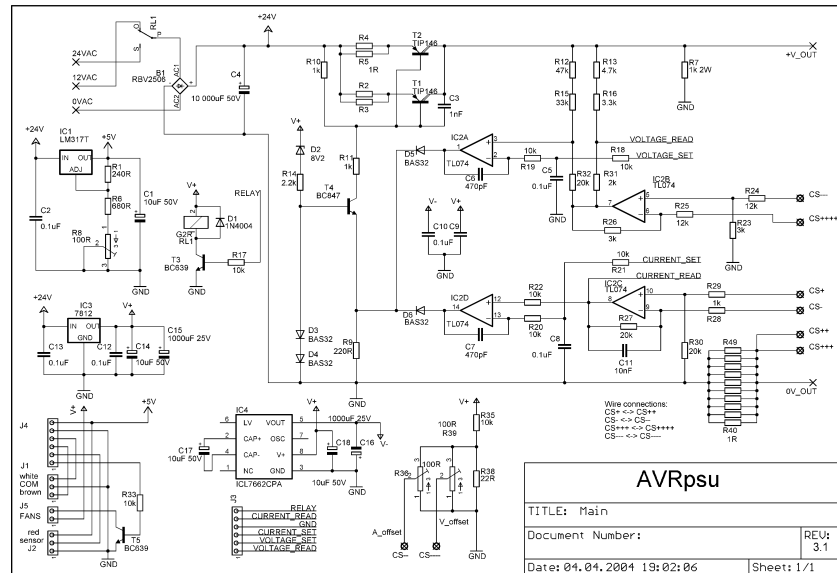 RL1
24VAC
12VAC
0VAC
O
S
P
B1
RBV2506
AC1
AC2
+24V
C4
10 000uF 50V
R10
1k
R4
R5
1R
R2
R3
T2
TIP146
T1
TIP146
C3
1nF
R12
47k
R13
4.7k
R15
33k
R16
3.3k
R7
1k 2W
GND
+V_OUT
+24V
IC1
LM317T
+5V
IN OUT
ADJ
R1
240R
R6
680R
R8
100R
C1
10uF 50V
C2
0.1uF
GND
V+
D2
8V2
R14
2.2k
R11
1k
T4
BC847
RELAY
V+
G2R
RL1
D1
1N4004
T3
BC639
R17
10k
GND
D5
BAS32
IC2A
TL074
C6
470pF
R19
10k
C5
0.1uF
GND
VOLTAGE_READ
R18
VOLTAGE_SET
10k
R32
20k
R31
2k
IC2B
TL074
R26
3k
R24
12k
R25
12k
R23
3k
GND
CS---
CS++++
V-
V+
C10
C9
0.1uF
GND
10k
R21
CURRENT_SET
CURRENT_READ
D6
BAS32
IC2D
TL074
C7
470pF
R22
10k
R20
10k
C8
0.1uF
IC2C
TL074
R27
20k
C11
10nF
R29
1k
R28
R30
20k
CS+
CS-
CS++
CS+++
R49
R40
1R
0V_OUT
+24V
IC3
7812
V+
IN OUT
GND
C15
1000uF 25V
C13
0.1uF
C12
0.1uF
C14
10uF 50V
GND
D3
BAS32
D4
BAS32
R9
220R
GND
Wire connections:
CS+ <-> CS++
CS- <-> CS--
CS+++ <-> CS++++
CS--- <-> CS----
V+
+5V
J4
J1
white
COM
brown
J5
FANS
red
sensor
J2
R33
10k
T5
BC639
GND
IC4
LV VOUT
CAP+ OSC
CAP- V+
NC GND
ICL7662CPA
C17
10uF 50V
1000uF 25V
V+
C18
C16
V-
10uF 50V
GND
J3
RELAY
CURRENT_READ
GND
CURRENT_SET
VOLTAGE_SET
VOLTAGE_READ
V+
R35
10k
100R
R39
R36
100R
R38
22R
A_offset
V_offset
CS--
CS----
GND
AVRpsu
TITLE: Main
Document Number:
REV:
3.1
Date: 04.04.2004 19:02:06
Sheet: 1/1